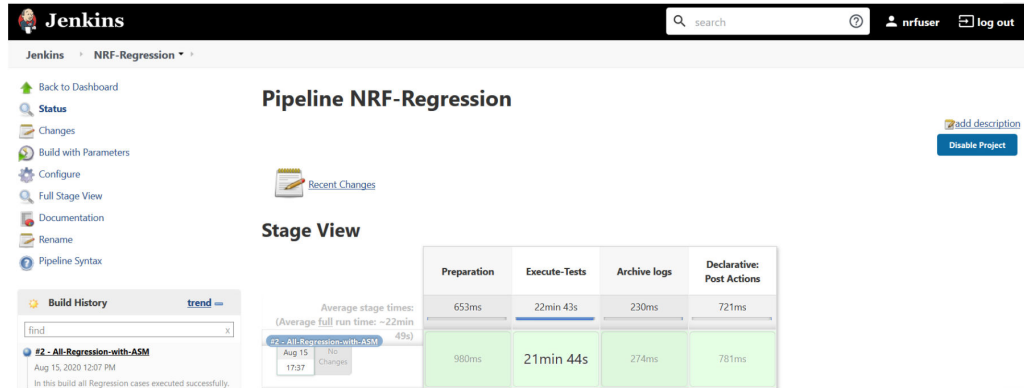 Jenkins
search
nrfuser
log out
Jenkins
NRF-Regression
Back to Dashboard
Status
Changes
Build with Parameters
Configure
Full Stage View
Documentation
Rename
Pipeline Syntax
Build History
trend
find
x
#2 - All-Regression-with-ASM
Aug 15, 2020 12:07 PM
In this build all Regression cases executed successfully.
Pipeline NRF-Regression
add description
Disable Project
Recent Changes
Stage View
Preparation
Execute-Tests
Archive logs
Declarative:
Post Actions
Average stage times:
(Average full run time: ~22min
49s)
653ms
22min 43s
230ms
721ms
#2 - All-Regression-with-ASM
Aug 15
17:37
No
Changes
980ms
21min 44s
274ms
781ms